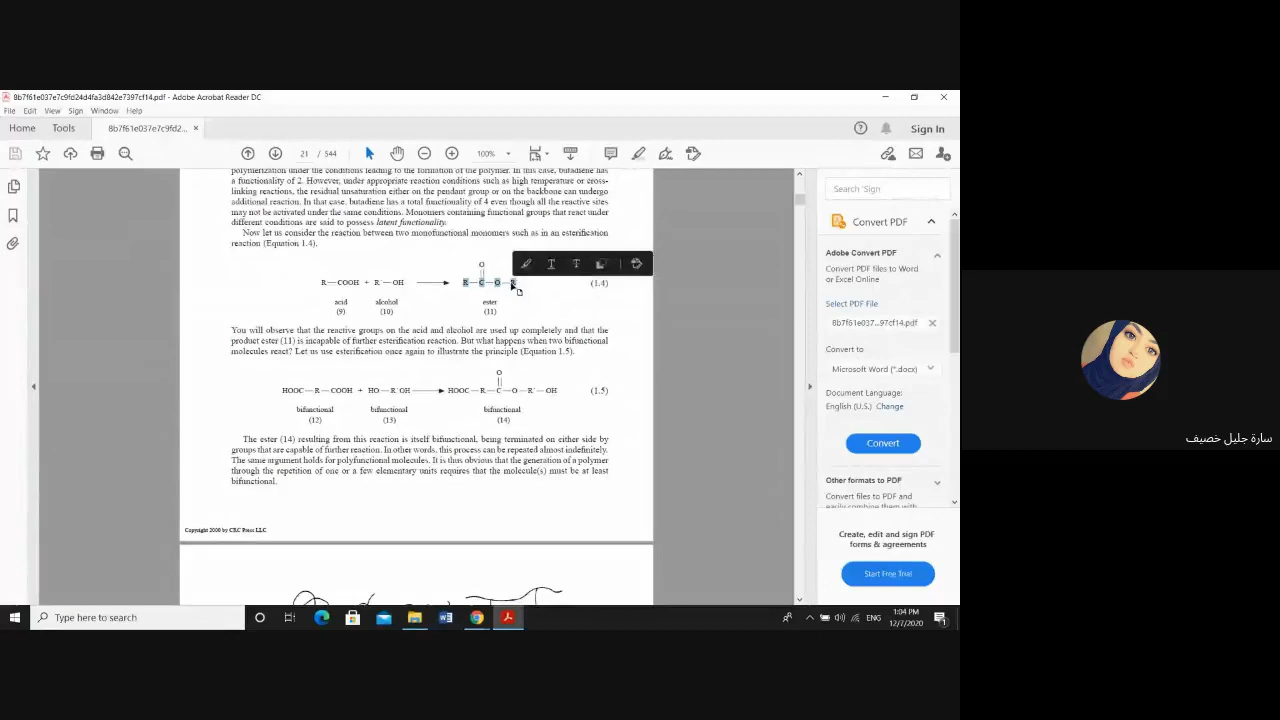 8b7f61e037e7c9fd24d4fa3d842e7397cf14.pdf - Adobe Acrobat Reader DC
File Edit View Sign Window Help
Home Tools 8b7f61e037e7c9fd2... × Sign In
21 / 544 100%
polymerization under the conditions leading to the formation of the polymer. In this case, butadiene
has a functionality of 2. However, under appropriate reaction conditions such as high temperature or cross-
linking reactions, the residual unsaturation either on the pendant group or on the backbone can undergo
additional reaction. In that case, butadiene has a total functionality of 4 even though all the reactive sites
may not be activated under the same conditions. Monomers containing functional groups that react under
different conditions are said to possess latent functionality.
Now let us consider the reaction between two monofunctional monomers such as in an esterification
reaction (Equation 1.4).
O
R—COOH + R´—OH R—C—O—R (1.4)
acid alcohol ester
(9) (10) (11)
You will observe that the reactive groups on the acid and alcohol are used up completely and that the
product ester (11) is incapable of further esterification reaction. But what happens when two bifunctional
molecules react? Let us use esterification once again to illustrate the principle (Equation 1.5).
O
HOOC—R—COOH + HO—R´OH HOOC—R—C—O—R´—OH (1.5)
bifunctional bifunctional bifunctional
(12) (13) (14)
The ester (14) resulting from this reaction is itself bifunctional, being terminated on either side by
groups that are capable of further reaction. In other words, this process can be repeated almost indefinitely.
The same argument holds for polyfunctional molecules. It is thus obvious that the generation of a polymer
through the repetition of one or a few elementary units requires that the molecule(s) must be at least
bifunctional.
Copyright 2000 by CRC Press LLC
Search 'Sign
Convert PDF
Adobe Convert PDF
Convert PDF files to Word
or Excel Online
Select PDF File
8b7f61e037...97cf14.pdf
Convert to
Microsoft Word (*.docx)
Document Language:
English (U.S.) Change
Convert
Other formats to PDF
Convert files to PDF and
easily combine them with
Create, edit and sign PDF
forms & agreements
Start Free Trial
سارة جليل خصيف
Type here to search
ENG
1:04 PM
12/7/2020